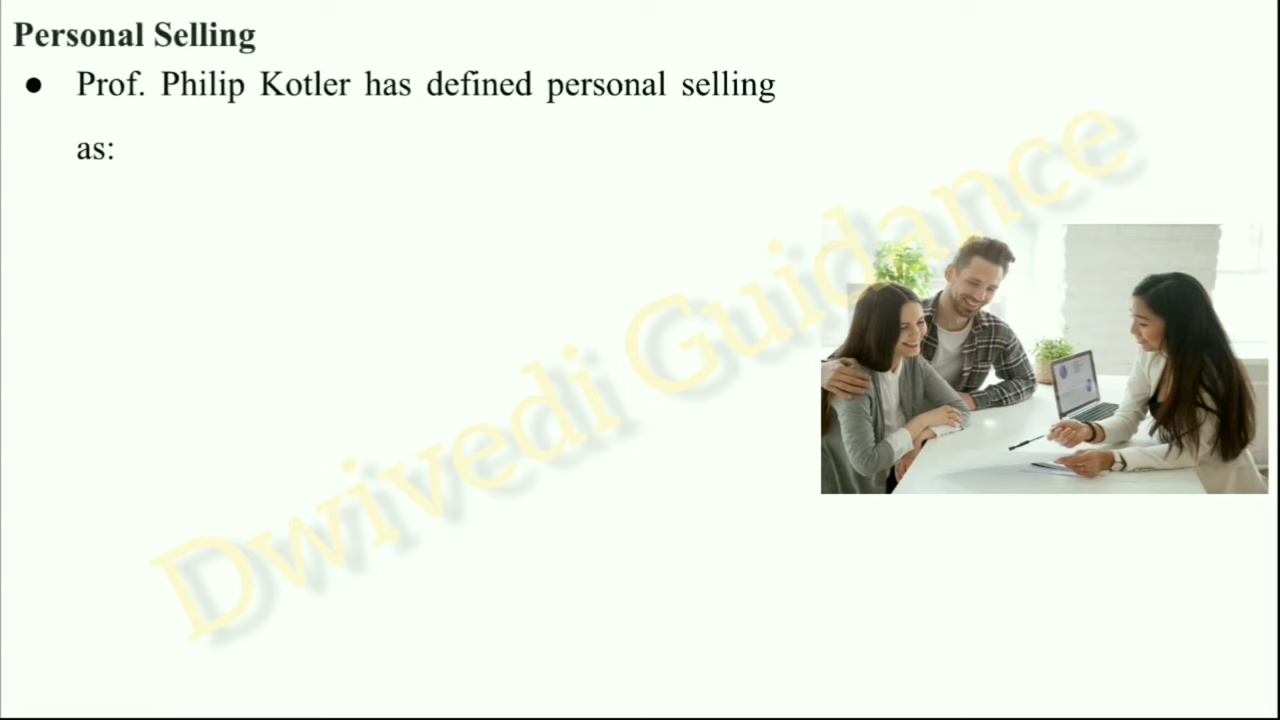 Personal Selling
● Prof. Philip Kotler has defined personal selling
as:
Dwivedi Guidance